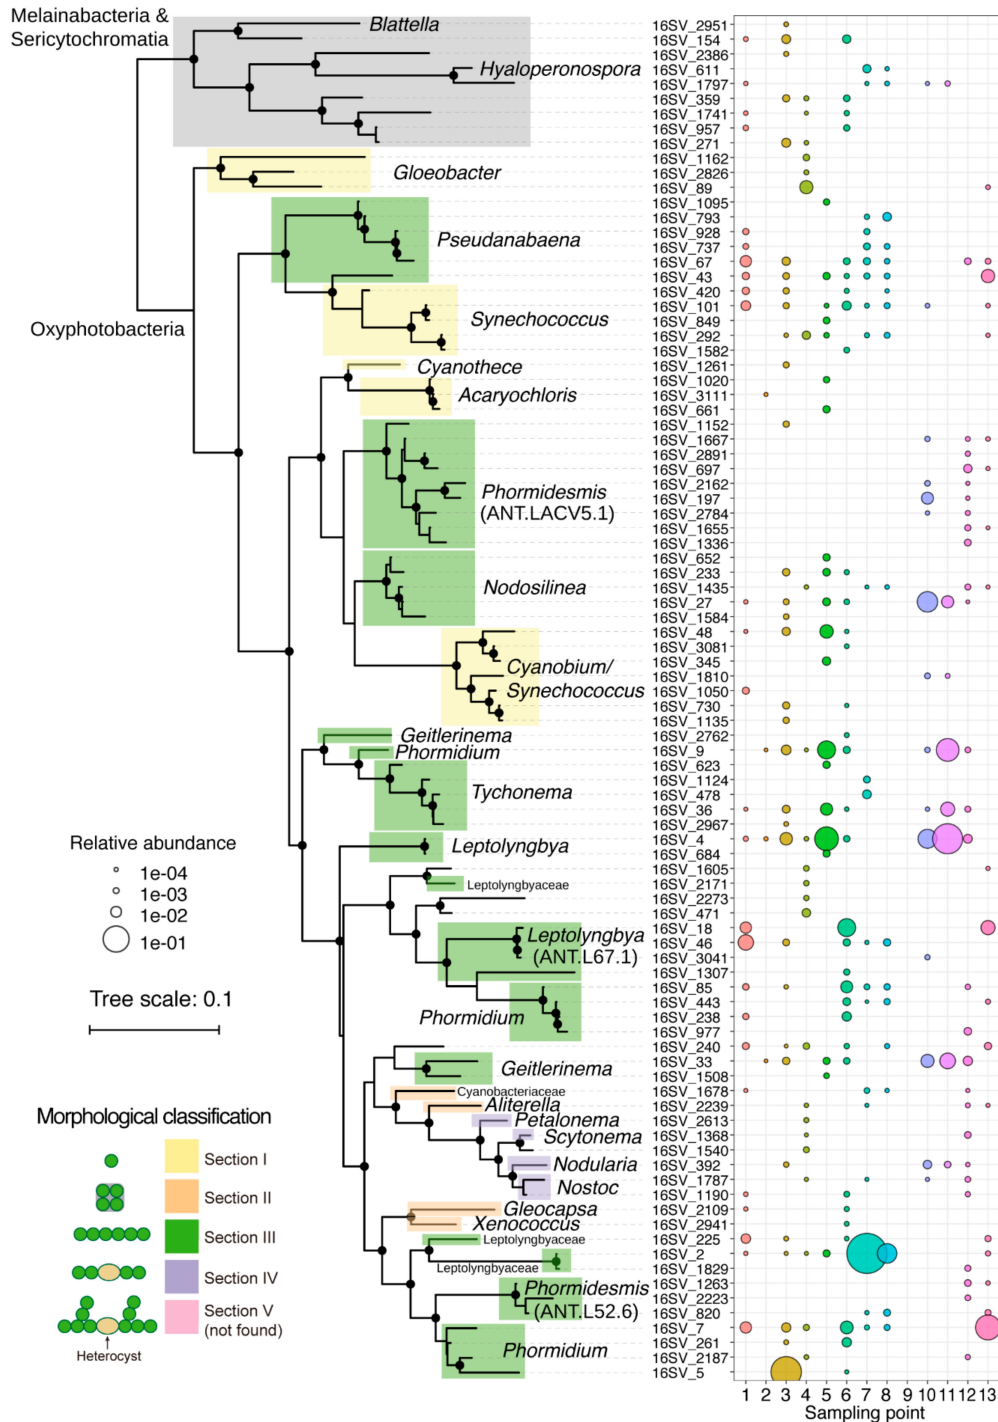 Melainabacteria &
Sericytochromatia
Blattella
Hyaloperonospora
Gloeobacter
Pseudanabaena
Oxyphotobacteria
Synechococcus
Cyanothece
Acaryochloris
Phormidesmis
(ANT.LACV5.1)
Nodosilinea
Cyanobium/
Synechococcus
Geitlerinema
Phormidium
Tychonema
Leptolyngbya
Leptolyngbyaceae
Leptolyngbya
(ANT.L67.1)
Phormidium
Geitlerinema
Cyanobacteriaceae
Aliterella
Petalonema
Scytonema
Nodularia
Nostoc
Gleocapsa
Xenococcus
Leptolyngbyaceae
Leptolyngbyaceae
Phormidesmis
(ANT.L52.6)
Phormidium
Relative abundance
1e-04
1e-03
1e-02
1e-01
Tree scale: 0.1
Morphological classification
Section I
Section II
Section III
Section IV
Section V
(not found)
Heterocyst
16SV_2951
16SV_154
16SV_2386
16SV_611
16SV_1797
16SV_359
16SV_1741
16SV_957
16SV_271
16SV_1162
16SV_2826
16SV_89
16SV_1095
16SV_793
16SV_928
16SV_737
16SV_67
16SV_43
16SV_420
16SV_101
16SV_849
16SV_292
16SV_1582
16SV_1261
16SV_1020
16SV_3111
16SV_661
16SV_1152
16SV_1667
16SV_2891
16SV_697
16SV_2162
16SV_197
16SV_2784
16SV_1655
16SV_1336
16SV_652
16SV_233
16SV_1435
16SV_27
16SV_1584
16SV_48
16SV_3081
16SV_345
16SV_1810
16SV_1050
16SV_730
16SV_1135
16SV_2762
16SV_9
16SV_623
16SV_1124
16SV_478
16SV_36
16SV_2967
16SV_4
16SV_684
16SV_1605
16SV_2171
16SV_2273
16SV_471
16SV_18
16SV_46
16SV_3041
16SV_1307
16SV_85
16SV_443
16SV_238
16SV_977
16SV_240
16SV_33
16SV_1508
16SV_1678
16SV_2239
16SV_2613
16SV_1368
16SV_1540
16SV_392
16SV_1787
16SV_1190
16SV_2109
16SV_2941
16SV_225
16SV_2
16SV_1829
16SV_1263
16SV_2223
16SV_820
16SV_7
16SV_261
16SV_2187
16SV_5
1 2 3 4 5 6 7 8 9 10 11 12 13
Sampling point